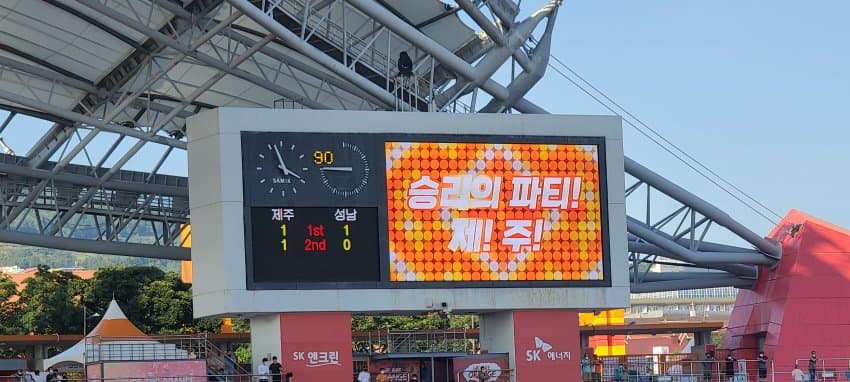 90
SAMIK
제주 성남
1 1st 1
1 2nd 0
승리의 파티!
제! 주!
SK 엔크린
SK 에너지